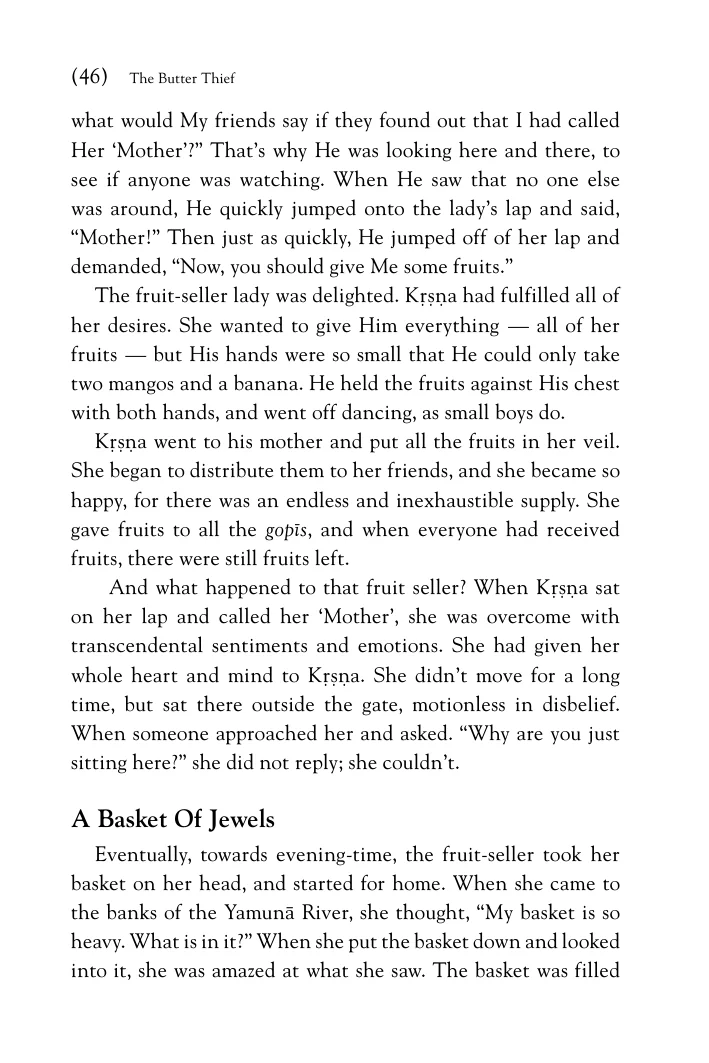 (46) The Butter Thief
what would My friends say if they found out that I had called
Her ‘Mother’?” That’s why He was looking here and there, to
see if anyone was watching. When He saw that no one else
was around, He quickly jumped onto the lady’s lap and said,
“Mother!” Then just as quickly, He jumped off of her lap and
demanded, “Now, you should give Me some fruits.”
The fruit-seller lady was delighted. Kṛṣṇa had fulfilled all of
her desires. She wanted to give Him everything — all of her
fruits — but His hands were so small that He could only take
two mangos and a banana. He held the fruits against His chest
with both hands, and went off dancing, as small boys do.
Kṛṣṇa went to his mother and put all the fruits in her veil.
She began to distribute them to her friends, and she became so
happy, for there was an endless and inexhaustible supply. She
gave fruits to all the gopīs, and when everyone had received
fruits, there were still fruits left.
And what happened to that fruit seller? When Kṛṣṇa sat
on her lap and called her ‘Mother’, she was overcome with
transcendental sentiments and emotions. She had given her
whole heart and mind to Kṛṣṇa. She didn’t move for a long
time, but sat there outside the gate, motionless in disbelief.
When someone approached her and asked. “Why are you just
sitting here?” she did not reply; she couldn’t.
A Basket Of Jewels
Eventually, towards evening-time, the fruit-seller took her
basket on her head, and started for home. When she came to
the banks of the Yamunā River, she thought, “My basket is so
heavy. What is in it?” When she put the basket down and looked
into it, she was amazed at what she saw. The basket was filled